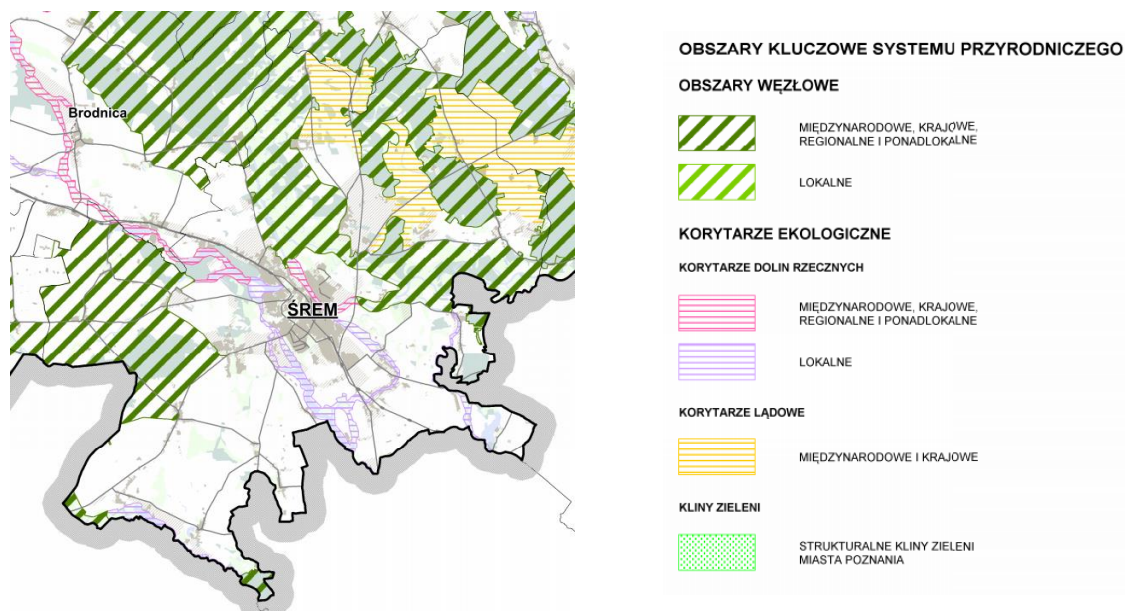 Brodnica
ŚREM
OBSZARY KLUCZOWE SYSTEMU PRZYRODNICZEGO
OBSZARY WĘZŁOWE
MIĘDZYNARODOWE, KRAJOWE,
REGIONALNE I PONADLOKALNE
LOKALNE
KORYTARZE EKOLOGICZNE
KORYTARZE DOLIN RZECZNYCH
MIĘDZYNARODOWE, KRAJOWE,
REGIONALNE I PONADLOKALNE
LOKALNE
KORYTARZE LĄDOWE
MIĘDZYNARODOWE I KRAJOWE
KLINY ZIELENI
STRUKTURALNE KLINY ZIELENI
MIASTA POZNANIA